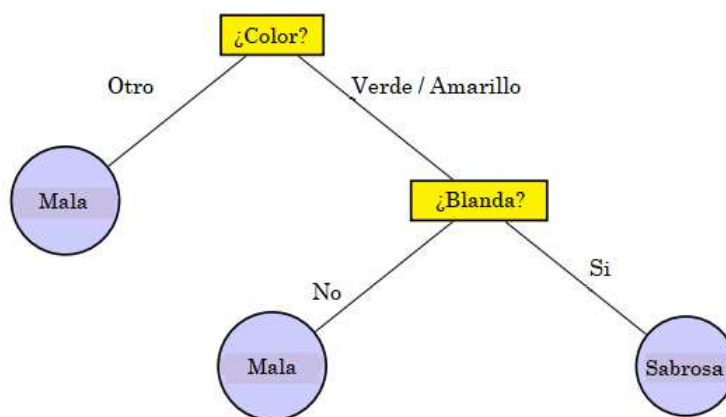 ¿Color?
Otro
Verde / Amarillo
Mala
¿Blanda?
No
Si
Mala
Sabrosa